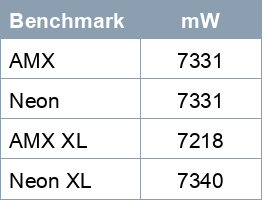 Benchmark mW
AMX 7331
Neon 7331
AMX XL 7218
Neon XL 7340